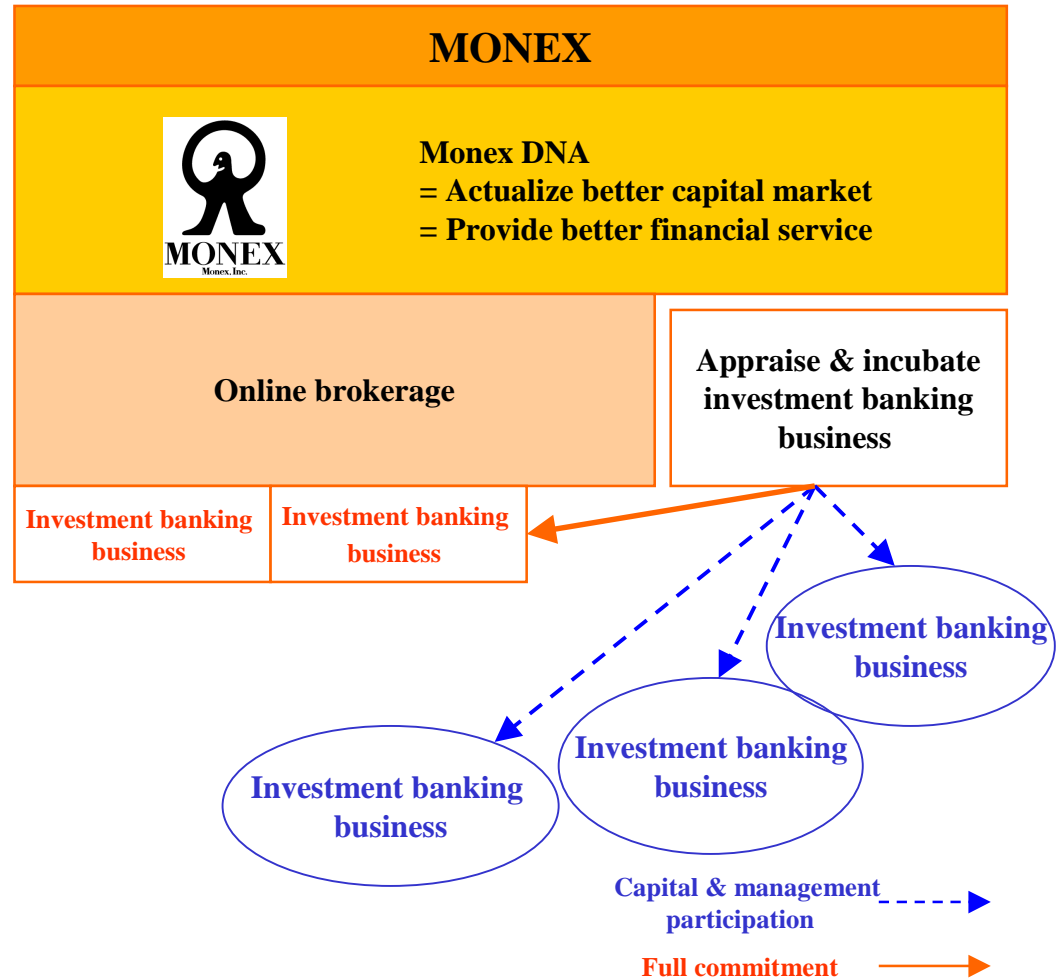 MONEX
Monex DNA
= Actualize better capital market
= Provide better financial service
MONEX
Monex, Inc.
Online brokerage
Appraise & incubate
investment banking
business
Investment banking
business
Investment banking
business
Investment banking
business
Investment banking
business
Investment banking
business
Capital & management
participation
Full commitment